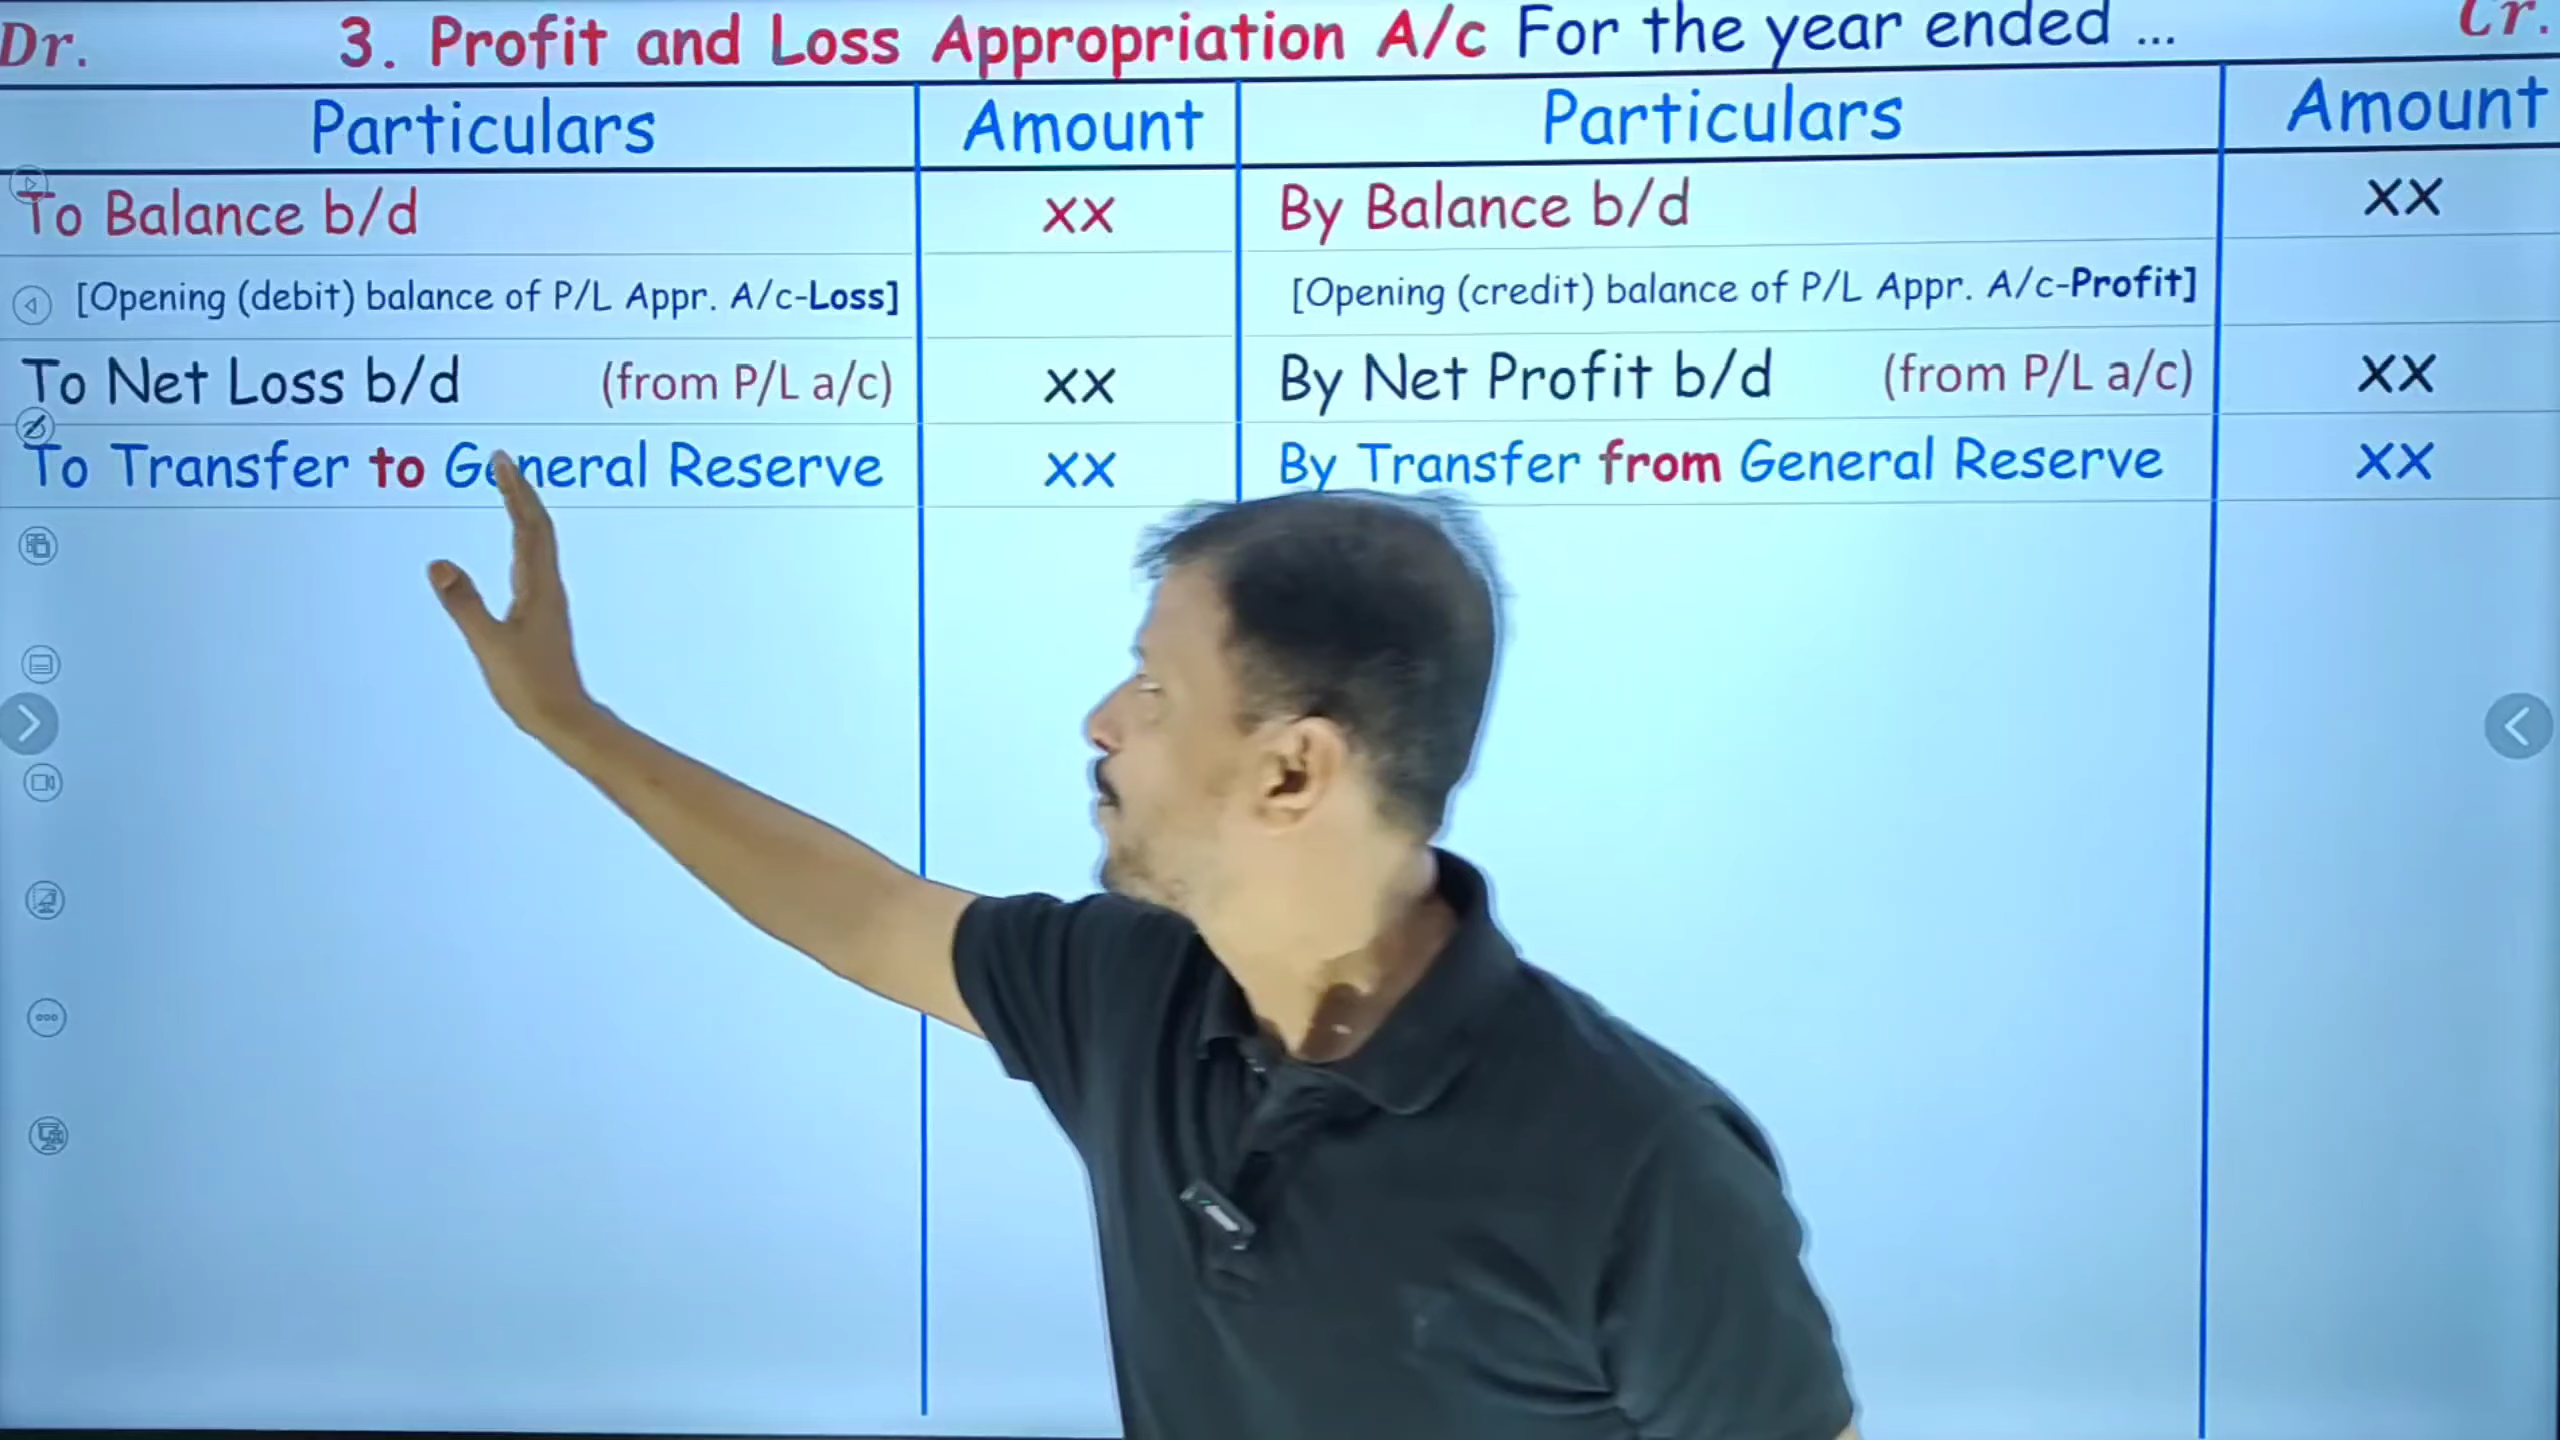 Dr. 3. Profit and Loss Appropriation A/c For the year ended ... Cr.
Particulars Amount Particulars Amount
To Balance b/d xx By Balance b/d xx
[Opening (debit) balance of P/L Appr. A/c-Loss] [Opening (credit) balance of P/L Appr. A/c-Profit]
To Net Loss b/d (from P/L a/c) xx By Net Profit b/d (from P/L a/c) xx
To Transfer to General Reserve xx By Transfer from General Reserve xx